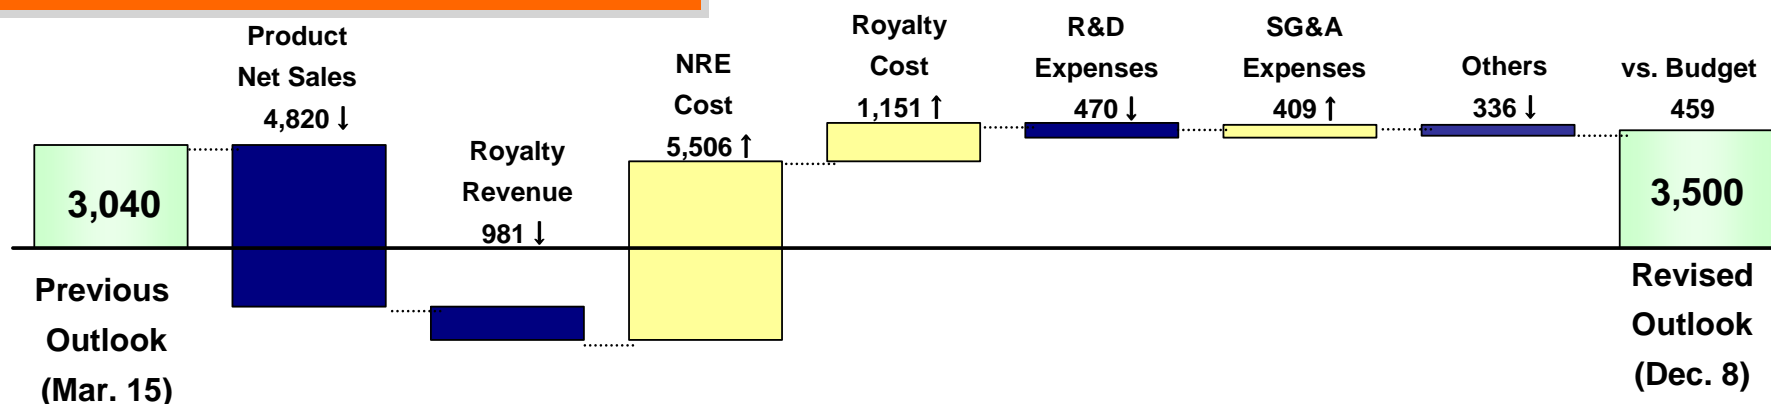 Product
Net Sales
4,820 ↓
Royalty
Revenue
981 ↓
NRE
Cost
5,506 ↑
Royalty
Cost
1,151 ↑
R&D
Expenses
470 ↓
SG&A
Expenses
409 ↑
Others
336 ↓
vs. Budget
459
3,040
3,500
Previous
Outlook
(Mar. 15)
Revised
Outlook
(Dec. 8)